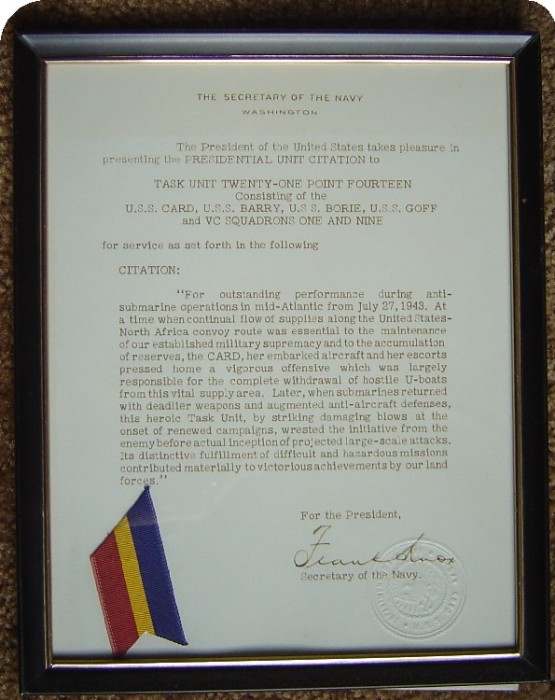 THE SECRETARY OF THE NAVY
WASHINGTON
The President of the United States takes pleasure in
presenting the PRESIDENTIAL UNIT CITATION to
TASK UNIT TWENTY-ONE POINT FOURTEEN
Consisting of the
U.S.S. CARD, U.S.S. BARRY, U.S.S. BORIE, U.S.S. GOFF
and VC SQUADRONS ONE AND NINE
for service as set forth in the following
CITATION:
"For outstanding performance during anti-
submarine operations in mid-Atlantic from July 27, 1943. At
a time when continual flow of supplies along the United States-
North Africa convoy route was essential to the maintenance
of our established military supremacy and to the accumulation
of reserves, the CARD, her embarked aircraft and her escorts
pressed home a vigorous offensive which was largely
responsible for the complete withdrawal of hostile U-boats
from this vital supply area. Later, when submarines returned
with deadlier weapons and augmented anti-aircraft defenses,
this heroic Task Unit, by striking damaging blows at the
onset of renewed campaigns, wrested the initiative from the
enemy before actual inception of projected large-scale attacks.
Its distinctive fulfillment of difficult and hazardous missions
contributed materially to victorious achievements by our land
forces."
For the President,
Frank Knox
Secretary of the Navy.